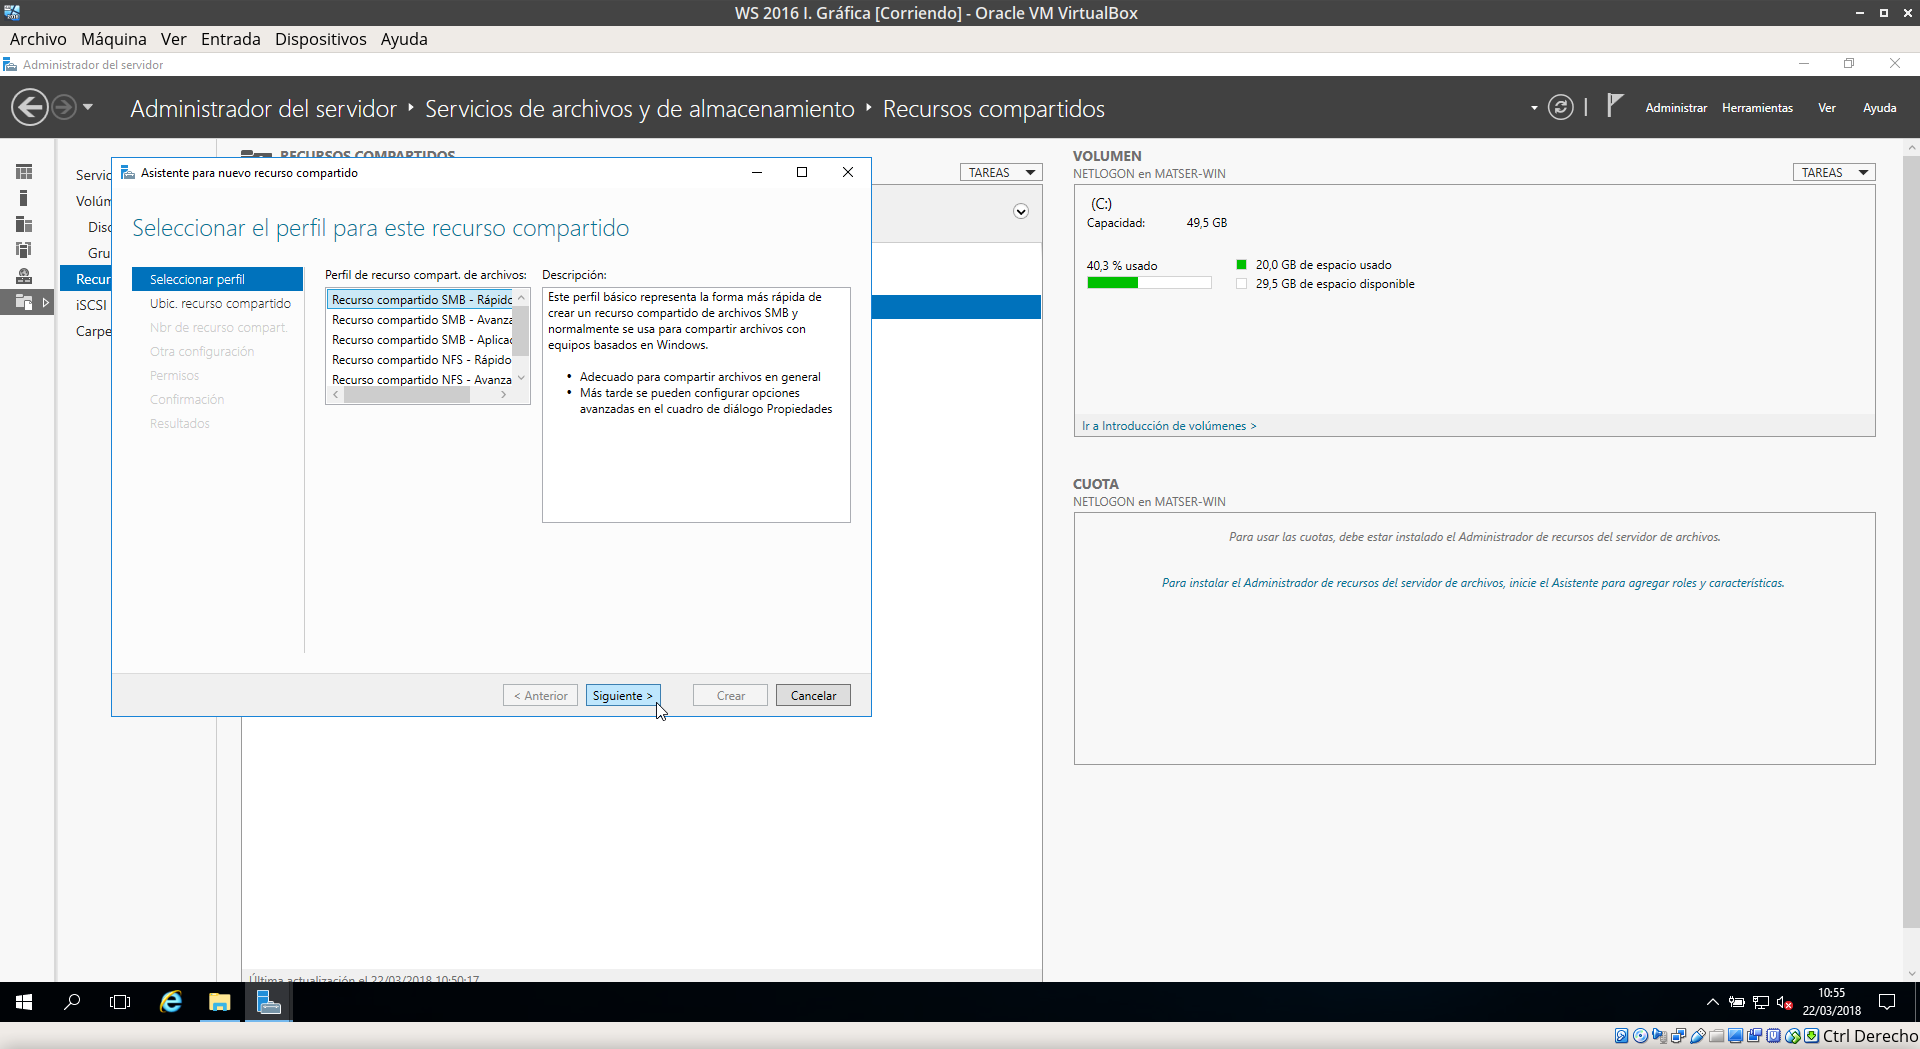 WS 2016 I. Gráfica [Corriendo] - Oracle VM VirtualBox
Archivo Máquina Ver Entrada Dispositivos Ayuda
Administrador del servidor
Administrador del servidor ‣ Servicios de archivos y de almacenamiento ‣ Recursos compartidos
Administrar Herramientas Ver Ayuda
Servic
Volúm
Disc
Gru
Recur
iSCSI
Carpe
RECURSOS COMPARTIDOS
TAREAS
Asistente para nuevo recurso compartido
Seleccionar el perfil para este recurso compartido
Seleccionar perfil
Ubic. recurso compartido
Nbr de recurso compart.
Otra configuración
Permisos
Confirmación
Resultados
Perfil de recurso compart. de archivos:
Recurso compartido SMB - Rápido
Recurso compartido SMB - Avanza
Recurso compartido SMB - Aplicac
Recurso compartido NFS - Rápido
Recurso compartido NFS - Avanza
Descripción:
Este perfil básico representa la forma más rápida de
crear un recurso compartido de archivos SMB y
normalmente se usa para compartir archivos con
equipos basados en Windows.
• Adecuado para compartir archivos en general
• Más tarde se pueden configurar opciones
avanzadas en el cuadro de diálogo Propiedades
< Anterior Siguiente > Crear Cancelar
Última actualización el 22/03/2018 10:50:17
VOLUMEN
NETLOGON en MATSER-WIN
TAREAS
(C:)
Capacidad: 49,5 GB
40,3 % usado
20,0 GB de espacio usado
29,5 GB de espacio disponible
Ir a Introducción de volúmenes >
CUOTA
NETLOGON en MATSER-WIN
Para usar las cuotas, debe estar instalado el Administrador de recursos del servidor de archivos.
Para instalar el Administrador de recursos del servidor de archivos, inicie el Asistente para agregar roles y características.
10:55
22/03/2018
Ctrl Derecho